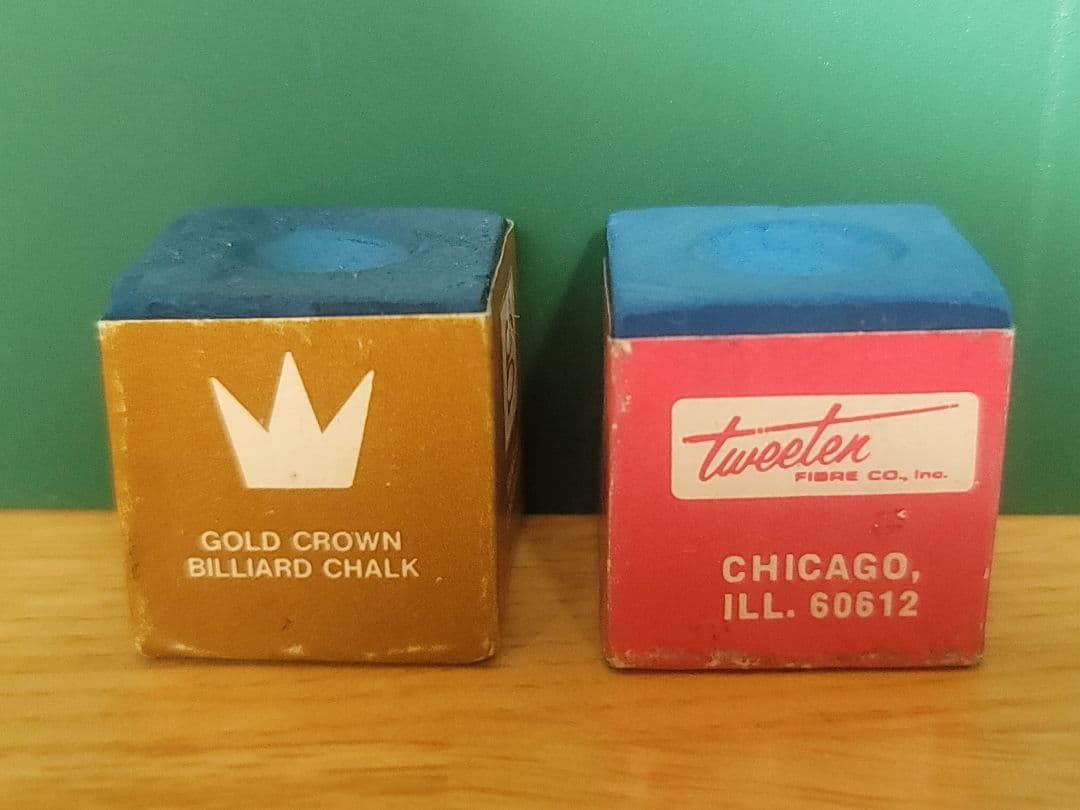 GOLD CROWN
BILLIARD CHALK
tweeten
FIBRE CO., Inc.
CHICAGO,
ILL. 60612